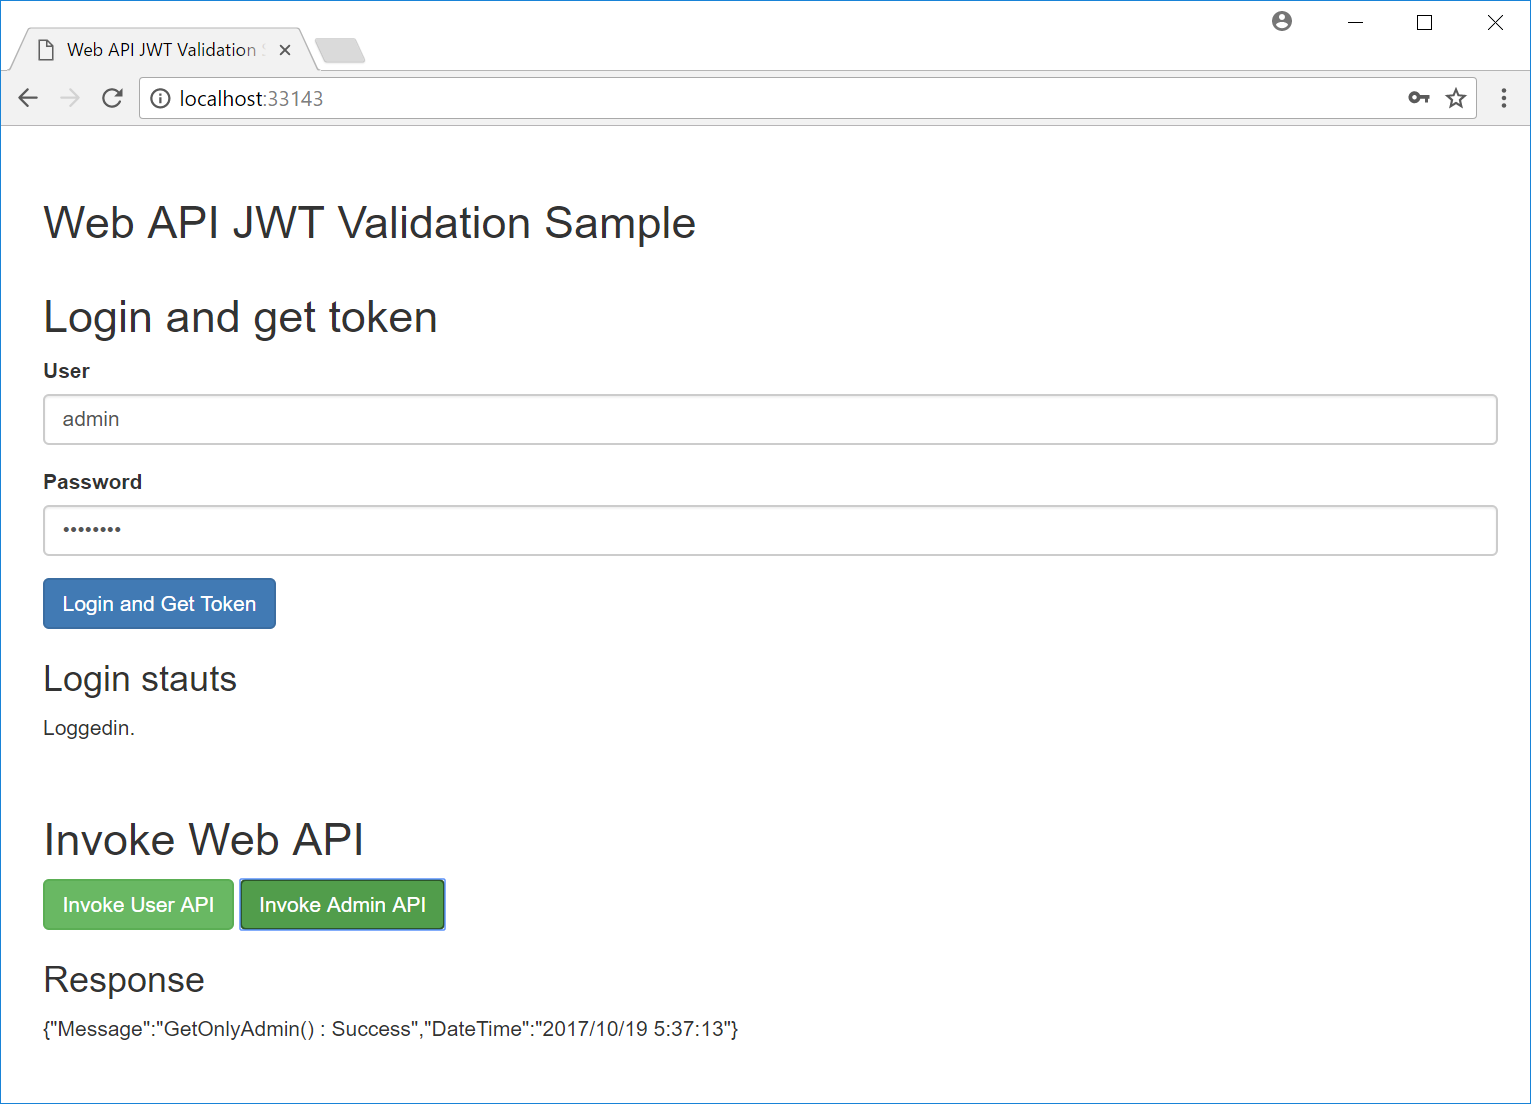 Web API JWT Validation
localhost:33143
Web API JWT Validation Sample
Login and get token
User
admin
Password
••••••••
Login and Get Token
Login stauts
Loggedin.
Invoke Web API
Invoke User API Invoke Admin API
Response
{"Message":"GetOnlyAdmin() : Success","DateTime":"2017/10/19 5:37:13"}